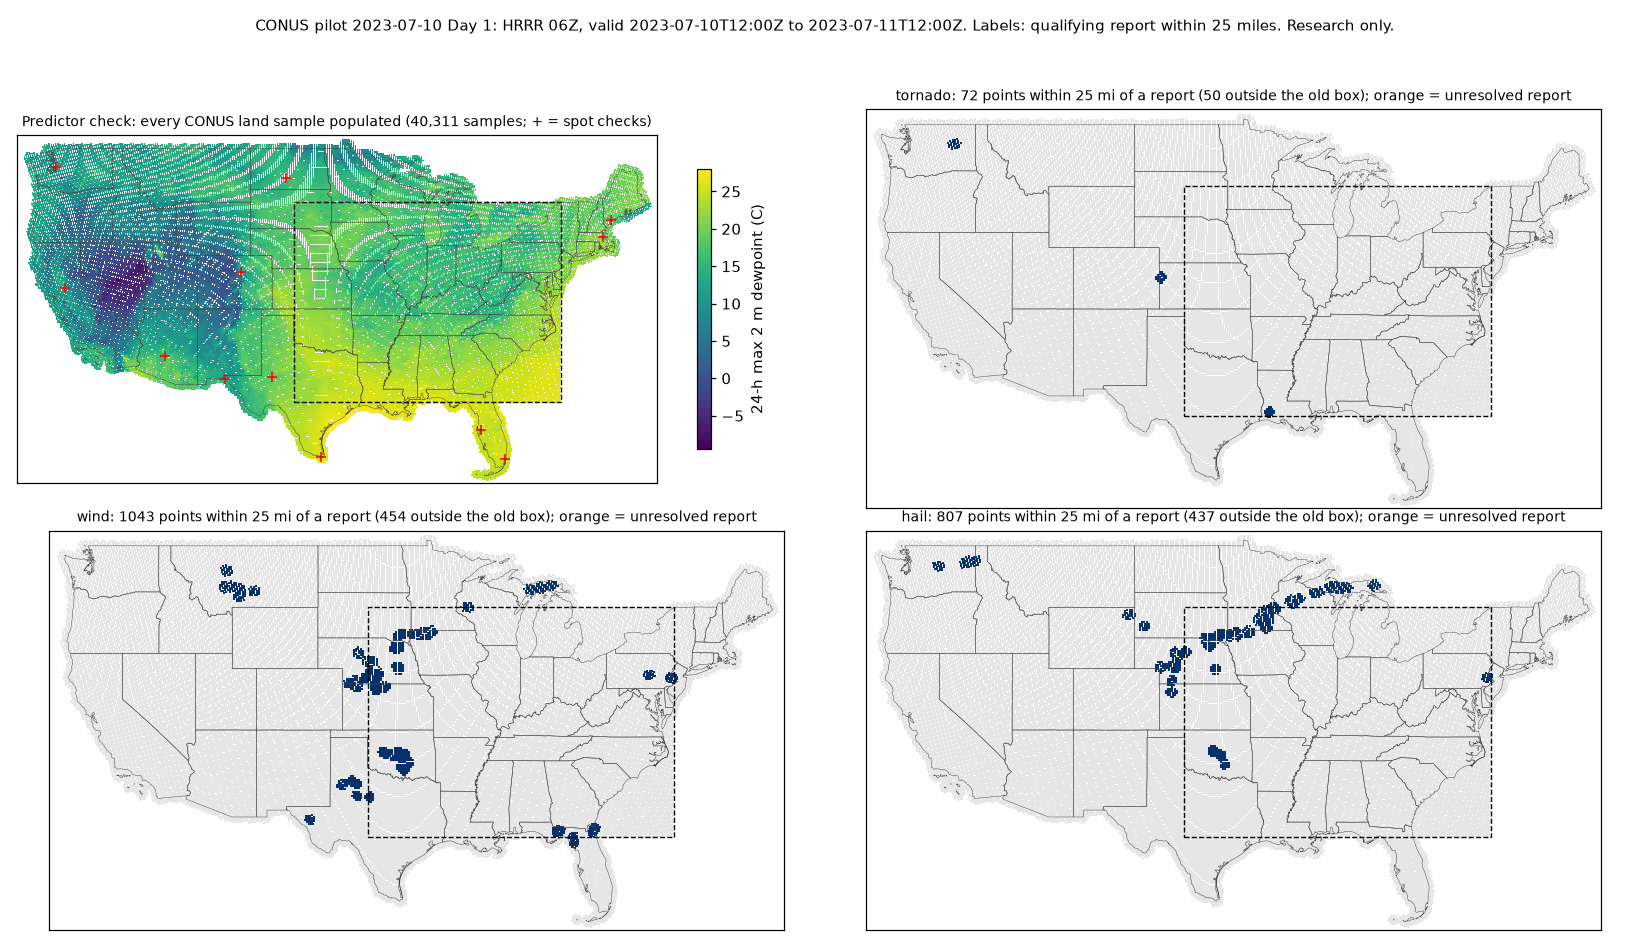 CONUS pilot 2023-07-10 Day 1: HRRR 06Z, valid 2023-07-10T12:00Z to 2023-07-11T12:00Z. Labels: qualifying report within 25 miles. Research only.
Predictor check: every CONUS land sample populated (40,311 samples; + = spot checks)
25
20
15
10
5
0
−5
24-h max 2 m dewpoint (C)
tornado: 72 points within 25 mi of a report (50 outside the old box); orange = unresolved report
wind: 1043 points within 25 mi of a report (454 outside the old box); orange = unresolved report
hail: 807 points within 25 mi of a report (437 outside the old box); orange = unresolved report